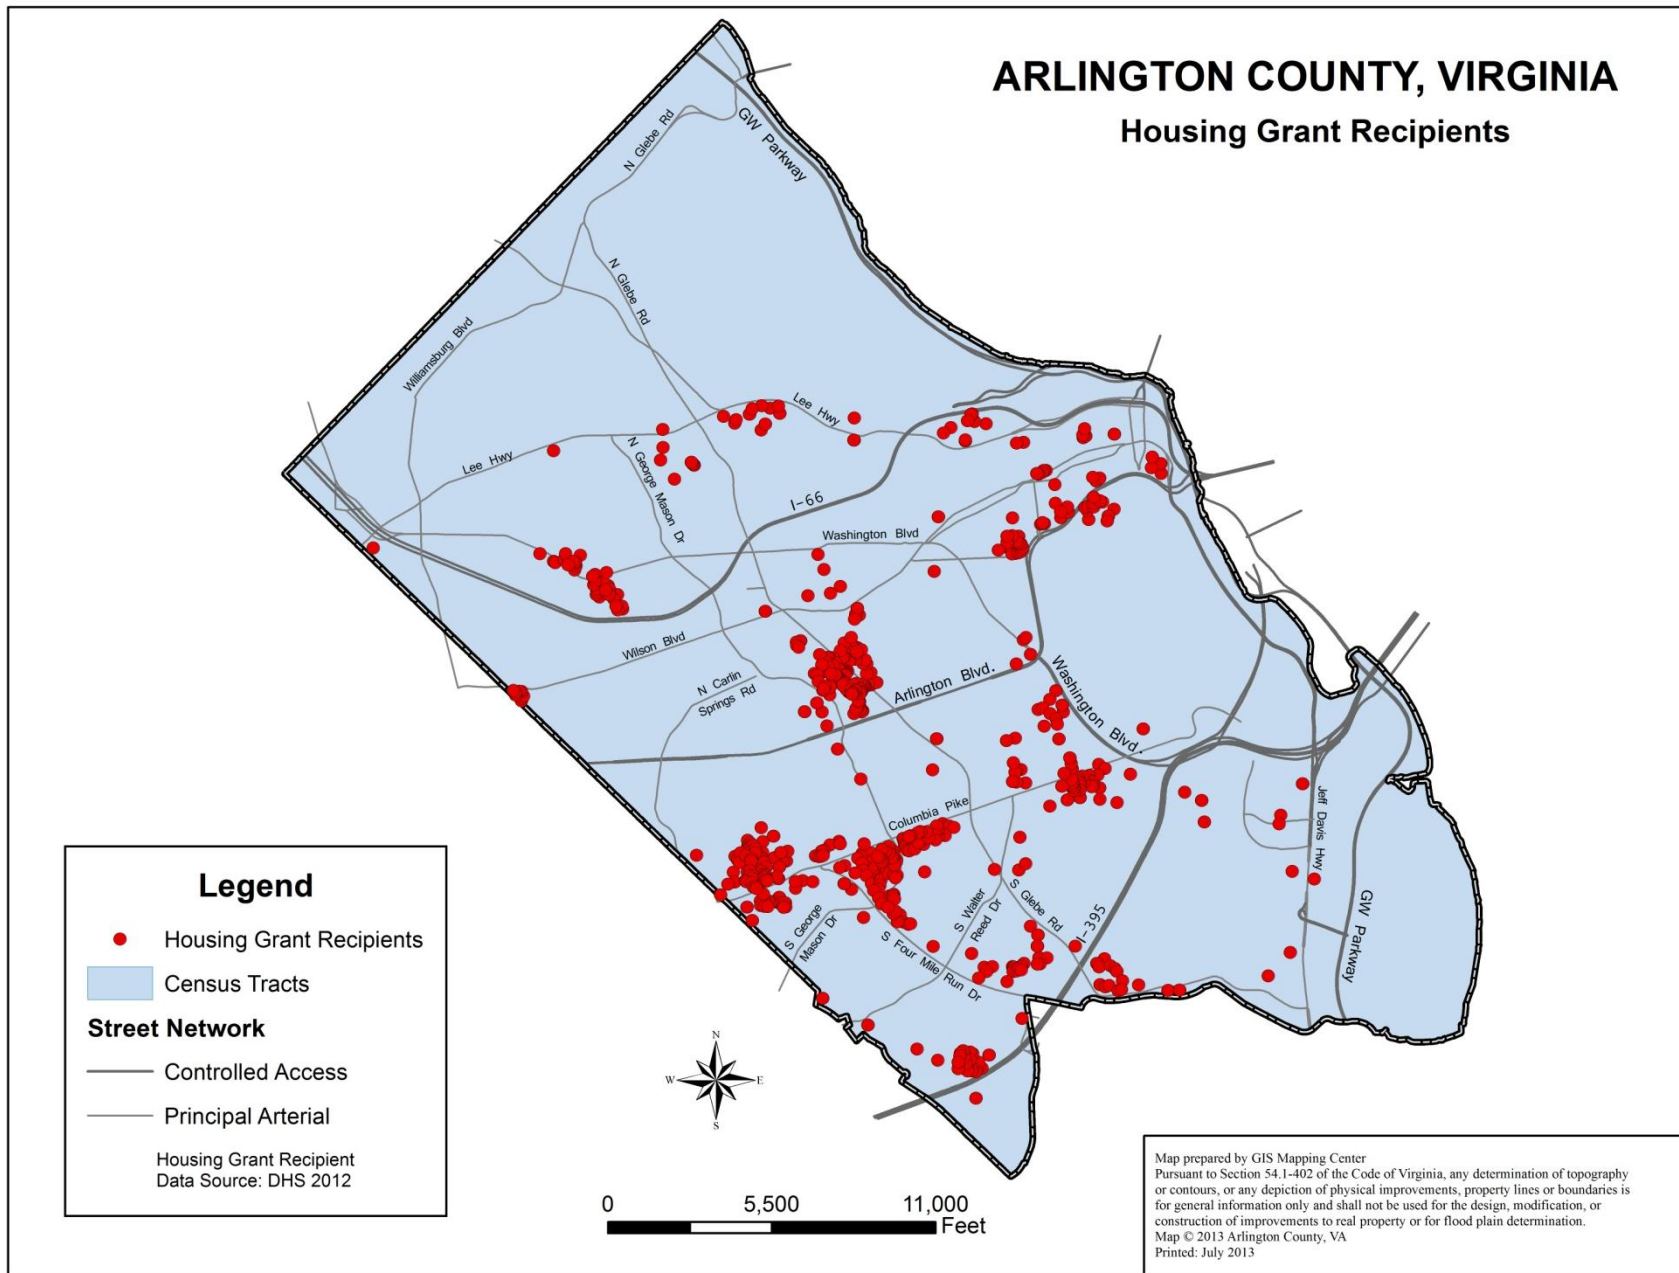 ARLINGTON COUNTY, VIRGINIA
Housing Grant Recipients
GW Parkway
N Glebe Rd
N Glebe Rd
Williamsburg Blvd
Lee Hwy
Lee Hwy
N George Mason Dr
I-66
Washington Blvd
Wilson Blvd
N Carlin
Springs Rd
Arlington Blvd.
Washington Blvd.
Columbia Pike
Jeff Davis Hwy
GW Parkway
S George
Mason Dr
S Walter
Reed Dr
S Glebe Rd
I-395
S Four Mile Run Dr
Legend
Housing Grant Recipients
Census Tracts
Street Network
Controlled Access
Principal Arterial
Housing Grant Recipient
Data Source: DHS 2012
N
W E
S
0 5,500 11,000
Feet
Map prepared by GIS Mapping Center
Pursuant to Section 54.1-402 of the Code of Virginia, any determination of topography
or contours, or any depiction of physical improvements, property lines or boundaries is
for general information only and shall not be used for the design, modification, or
construction of improvements to real property or for flood plain determination.
Map © 2013 Arlington County, VA
Printed: July 2013